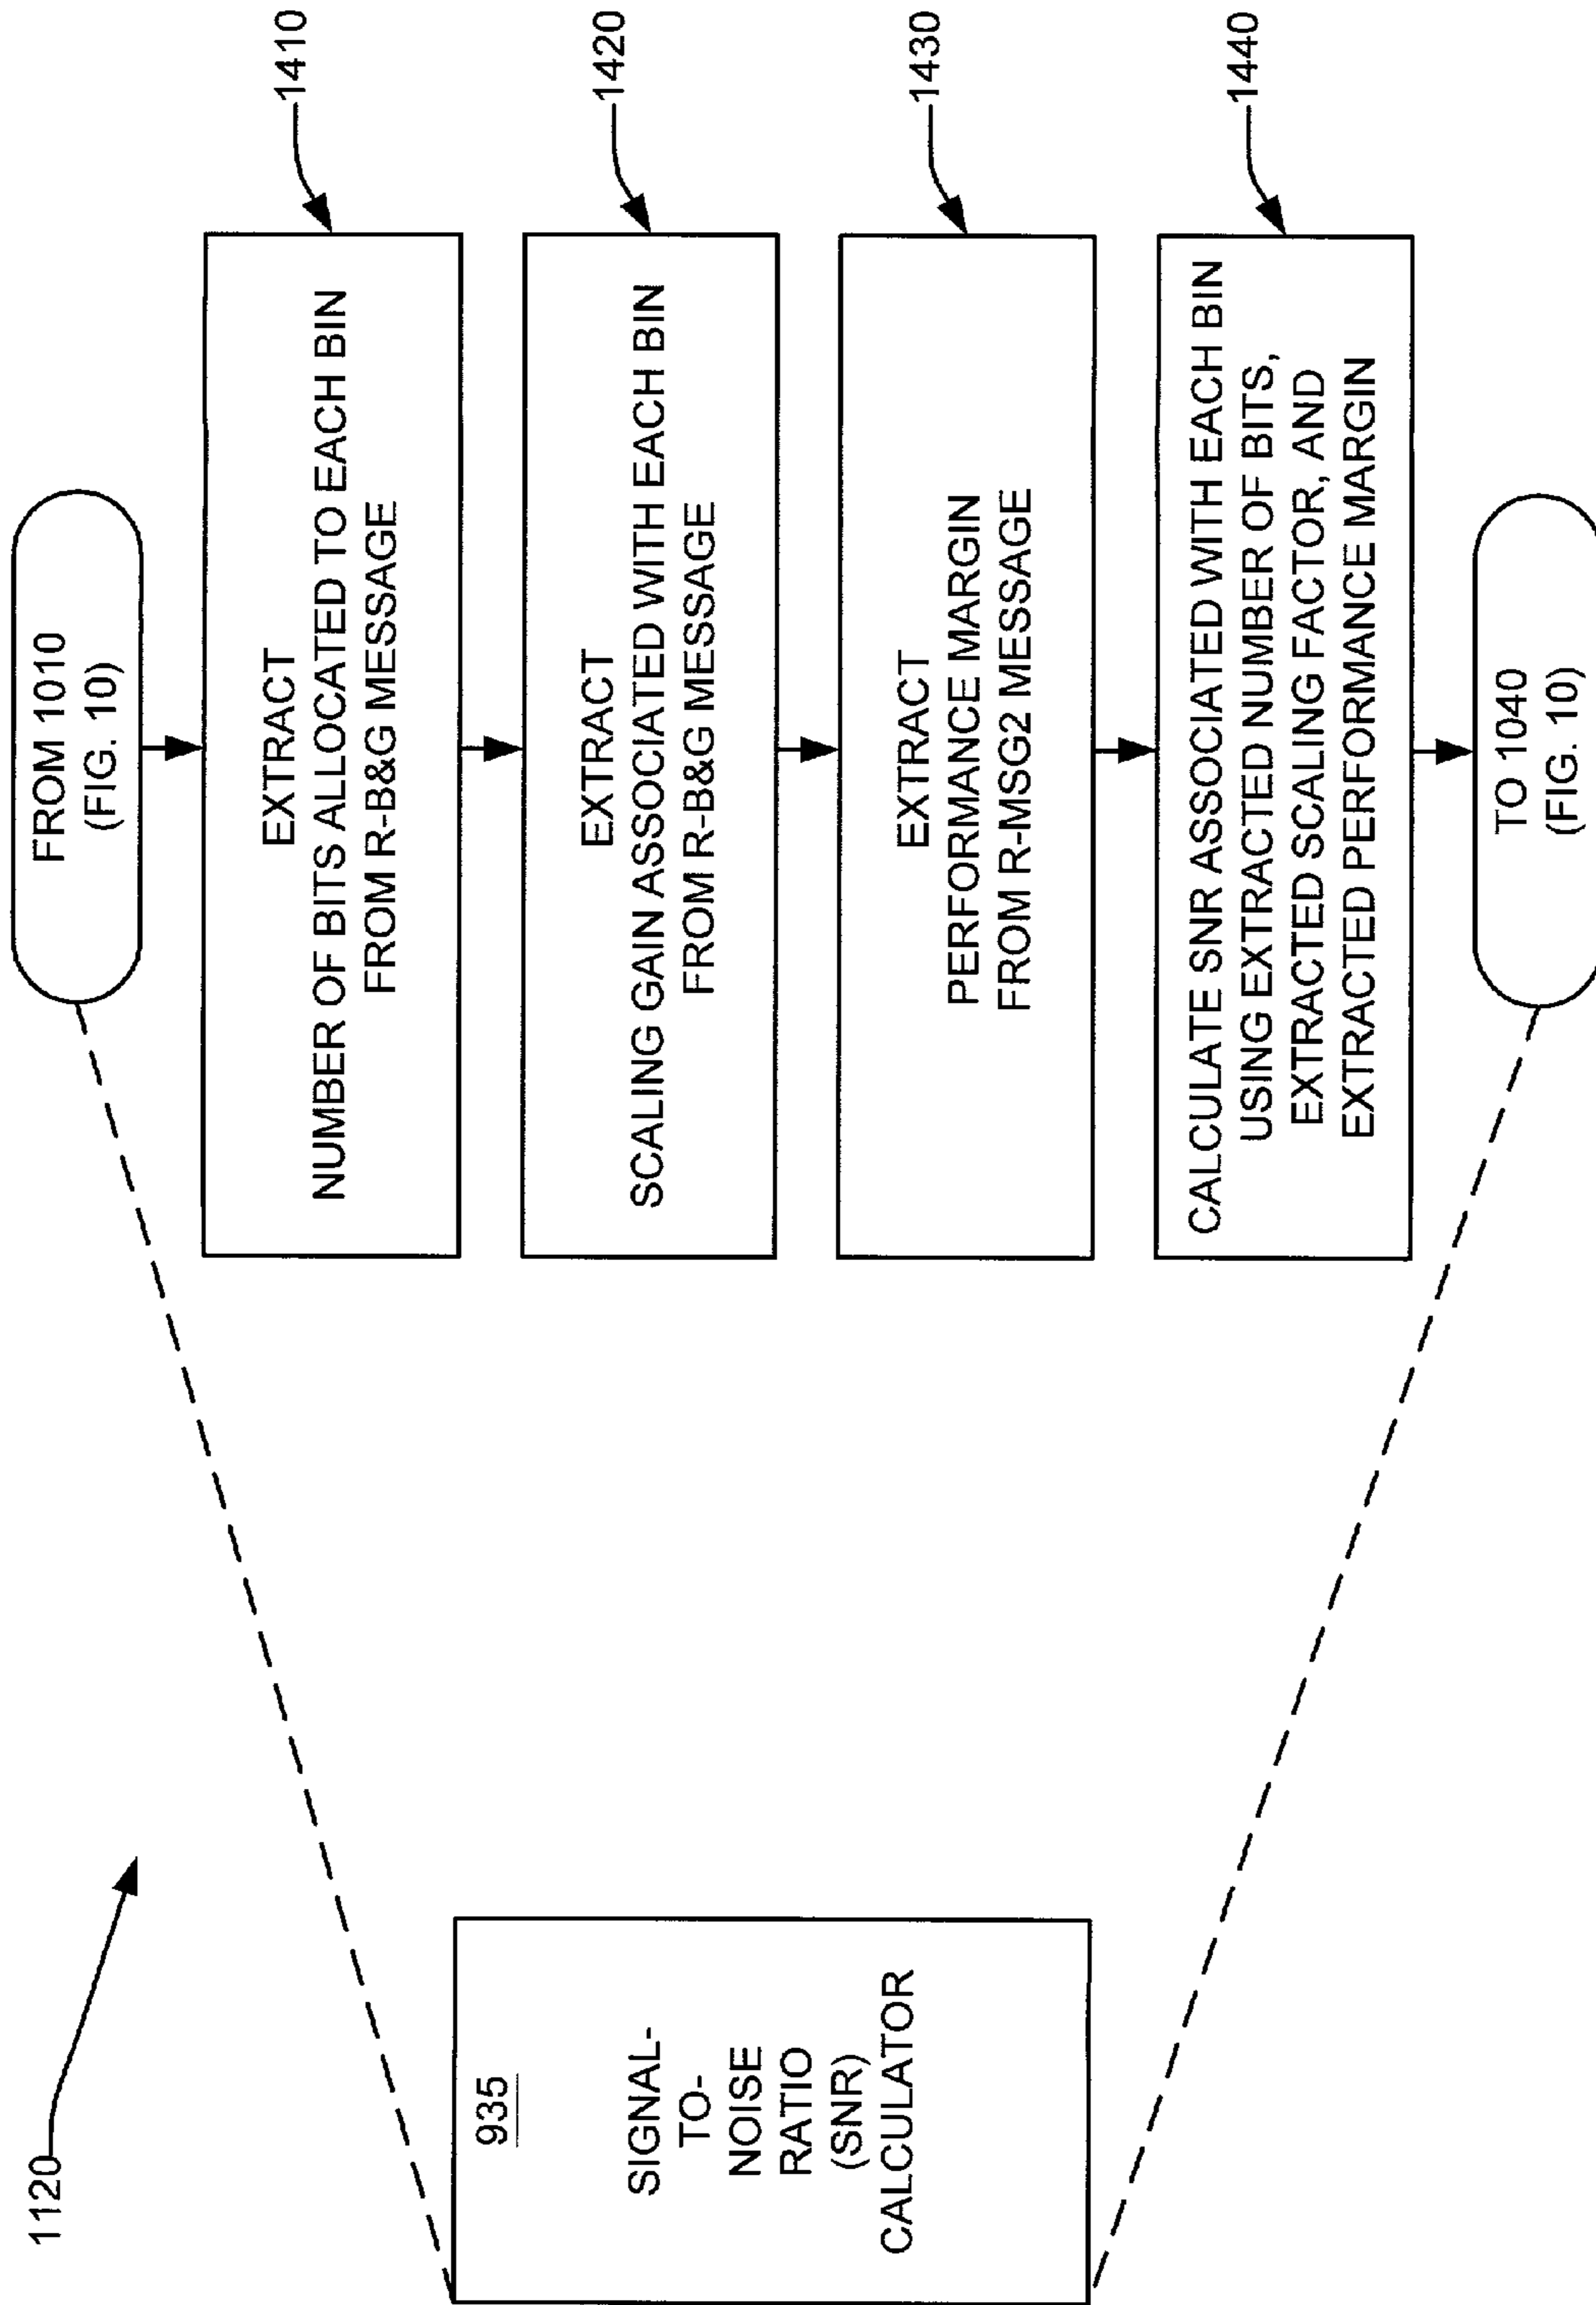 1120
935
SIGNAL-
TO-
NOISE
RATIO
(SNR)
CALCULATOR
FROM 1010
(FIG. 10)
EXTRACT
NUMBER OF BITS ALLOCATED TO EACH BIN
FROM R-B&G MESSAGE
1410
EXTRACT
SCALING GAIN ASSOCIATED WITH EACH BIN
FROM R-B&G MESSAGE
1420
EXTRACT
PERFORMANCE MARGIN
FROM R-MSG2 MESSAGE
1430
CALCULATE SNR ASSOCIATED WITH EACH BIN
USING EXTRACTED NUMBER OF BITS,
EXTRACTED SCALING FACTOR, AND
EXTRACTED PERFORMANCE MARGIN
1440
TO 1040
(FIG. 10)